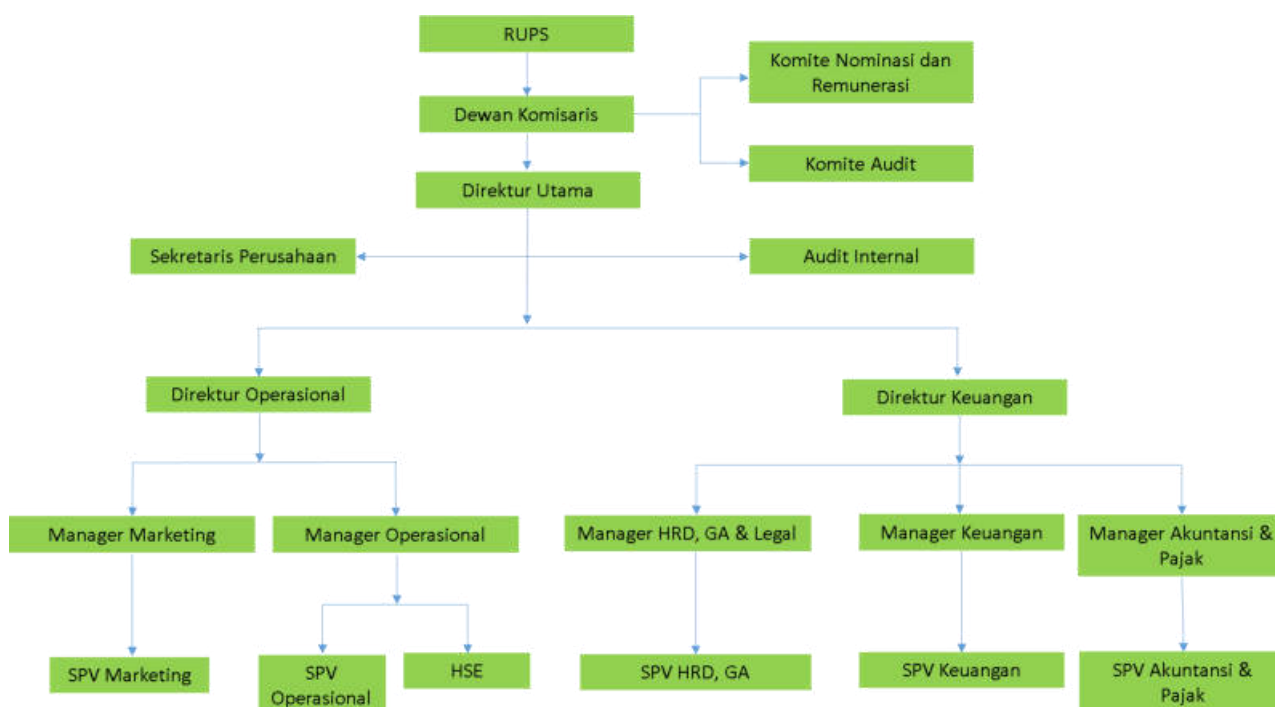 RUPS
Komite Nominasi dan
Remunerasi
Dewan Komisaris
Komite Audit
Direktur Utama
Sekretaris Perusahaan
Audit Internal
Direktur Operasional
Direktur Keuangan
Manager Marketing
Manager Operasional
Manager HRD, GA & Legal
Manager Keuangan
Manager Akuntansi &
Pajak
SPV Marketing
SPV
Operasional
HSE
SPV HRD, GA
SPV Keuangan
SPV Akuntansi &
Pajak